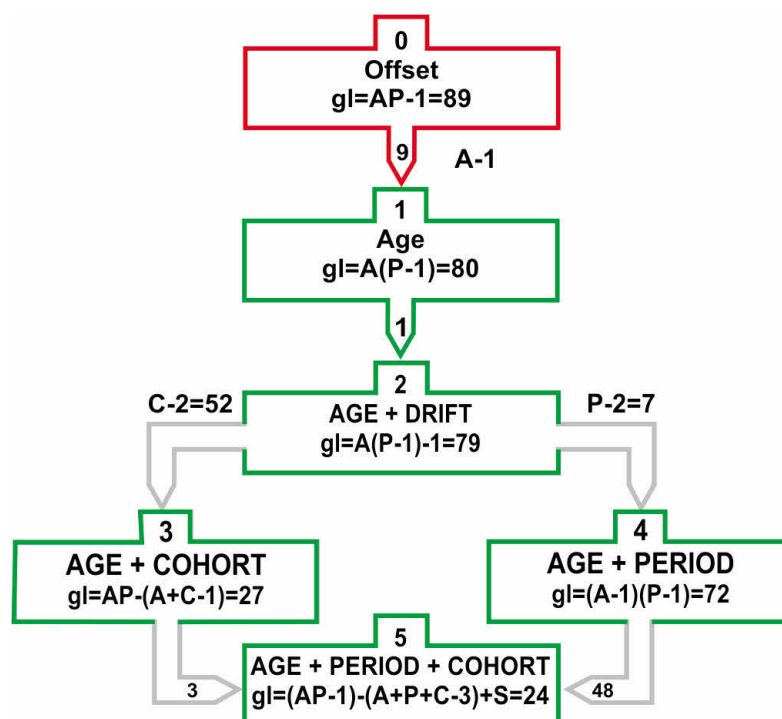 0
Offset
gl=AP-1=89
9
A-1
1
Age
gl=A(P-1)=80
1
2
C-2=52
P-2=7
AGE + DRIFT
gl=A(P-1)-1=79
3
AGE + COHORT
gl=AP-(A+C-1)=27
4
AGE + PERIOD
gl=(A-1)(P-1)=72
5
AGE + PERIOD + COHORT
gl=(AP-1)-(A+P+C-3)+S=24
3
48